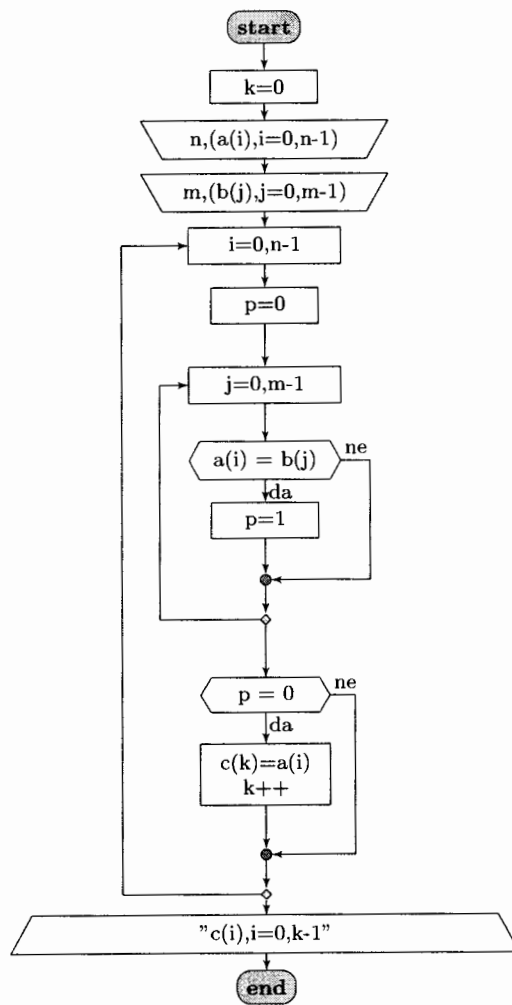 start
k=0
n,(a(i),i=0,n-1)
m,(b(j),j=0,m-1)
i=0,n-1
p=0
j=0,m-1
a(i) = b(j)
ne
da
p=1
p = 0
ne
da
c(k)=a(i)
k++
"c(i),i=0,k-1"
end